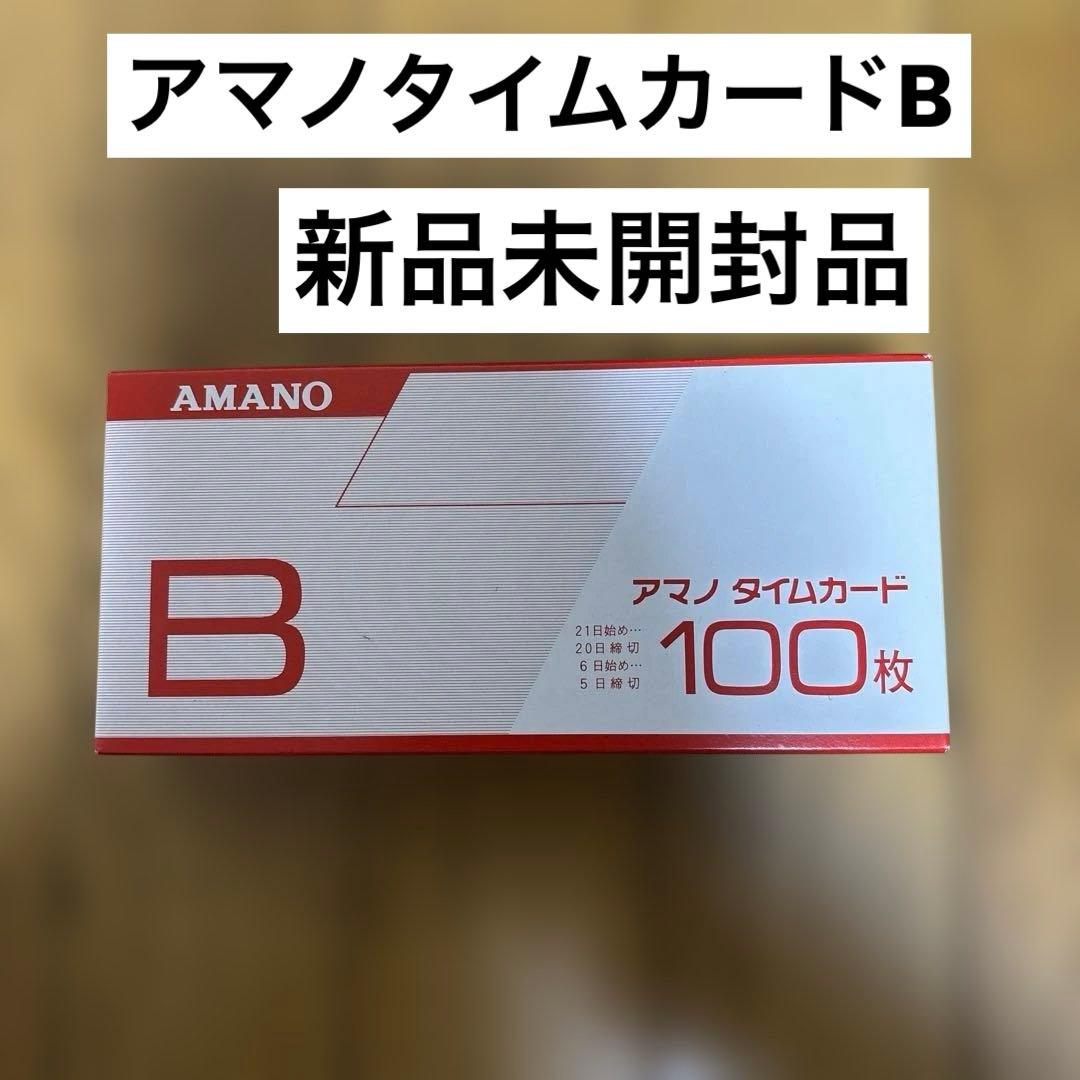 アマノタイムカードB
新品未開封品
AMANO
B
アマノ タイムカード
21日始め…
20日締切
6日始め…
5日締切
100枚